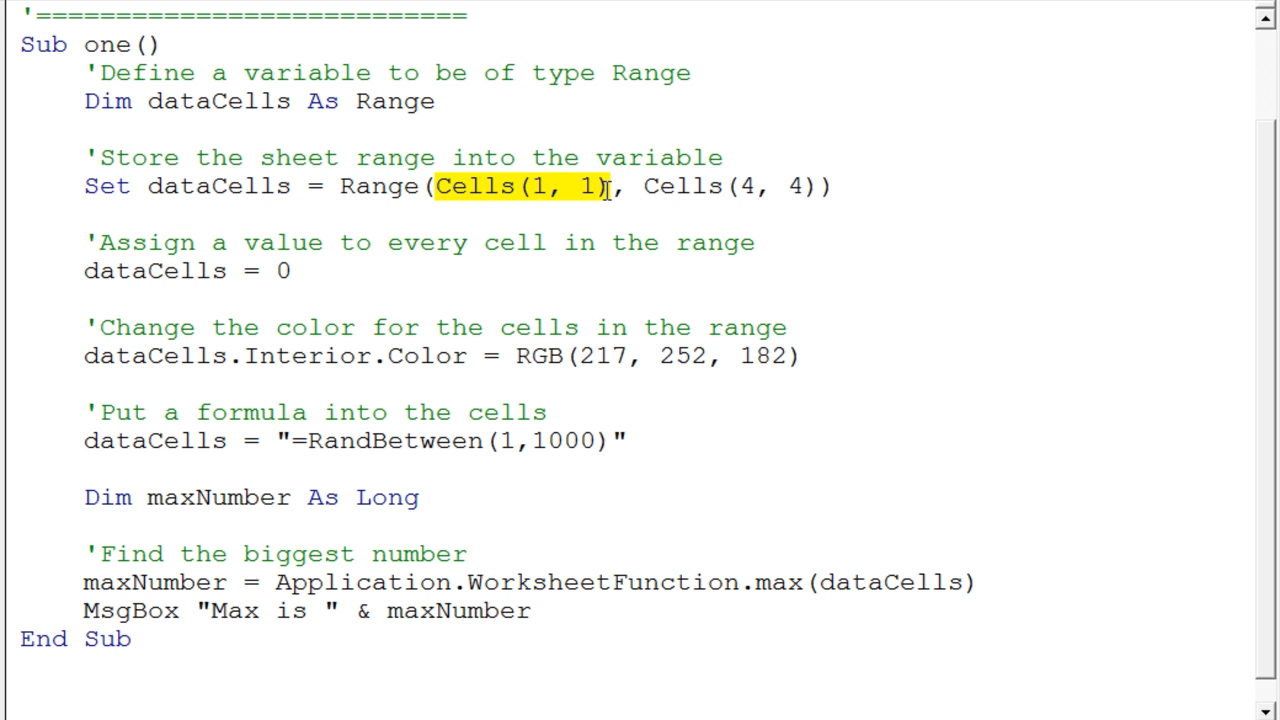 '===========================
Sub one()
'Define a variable to be of type Range
Dim dataCells As Range
'Store the sheet range into the variable
Set dataCells = Range(Cells(1, 1), Cells(4, 4))
'Assign a value to every cell in the range
dataCells = 0
'Change the color for the cells in the range
dataCells.Interior.Color = RGB(217, 252, 182)
'Put a formula into the cells
dataCells = "=RandBetween(1,1000)"
Dim maxNumber As Long
'Find the biggest number
maxNumber = Application.WorksheetFunction.max(dataCells)
MsgBox "Max is " & maxNumber
End Sub